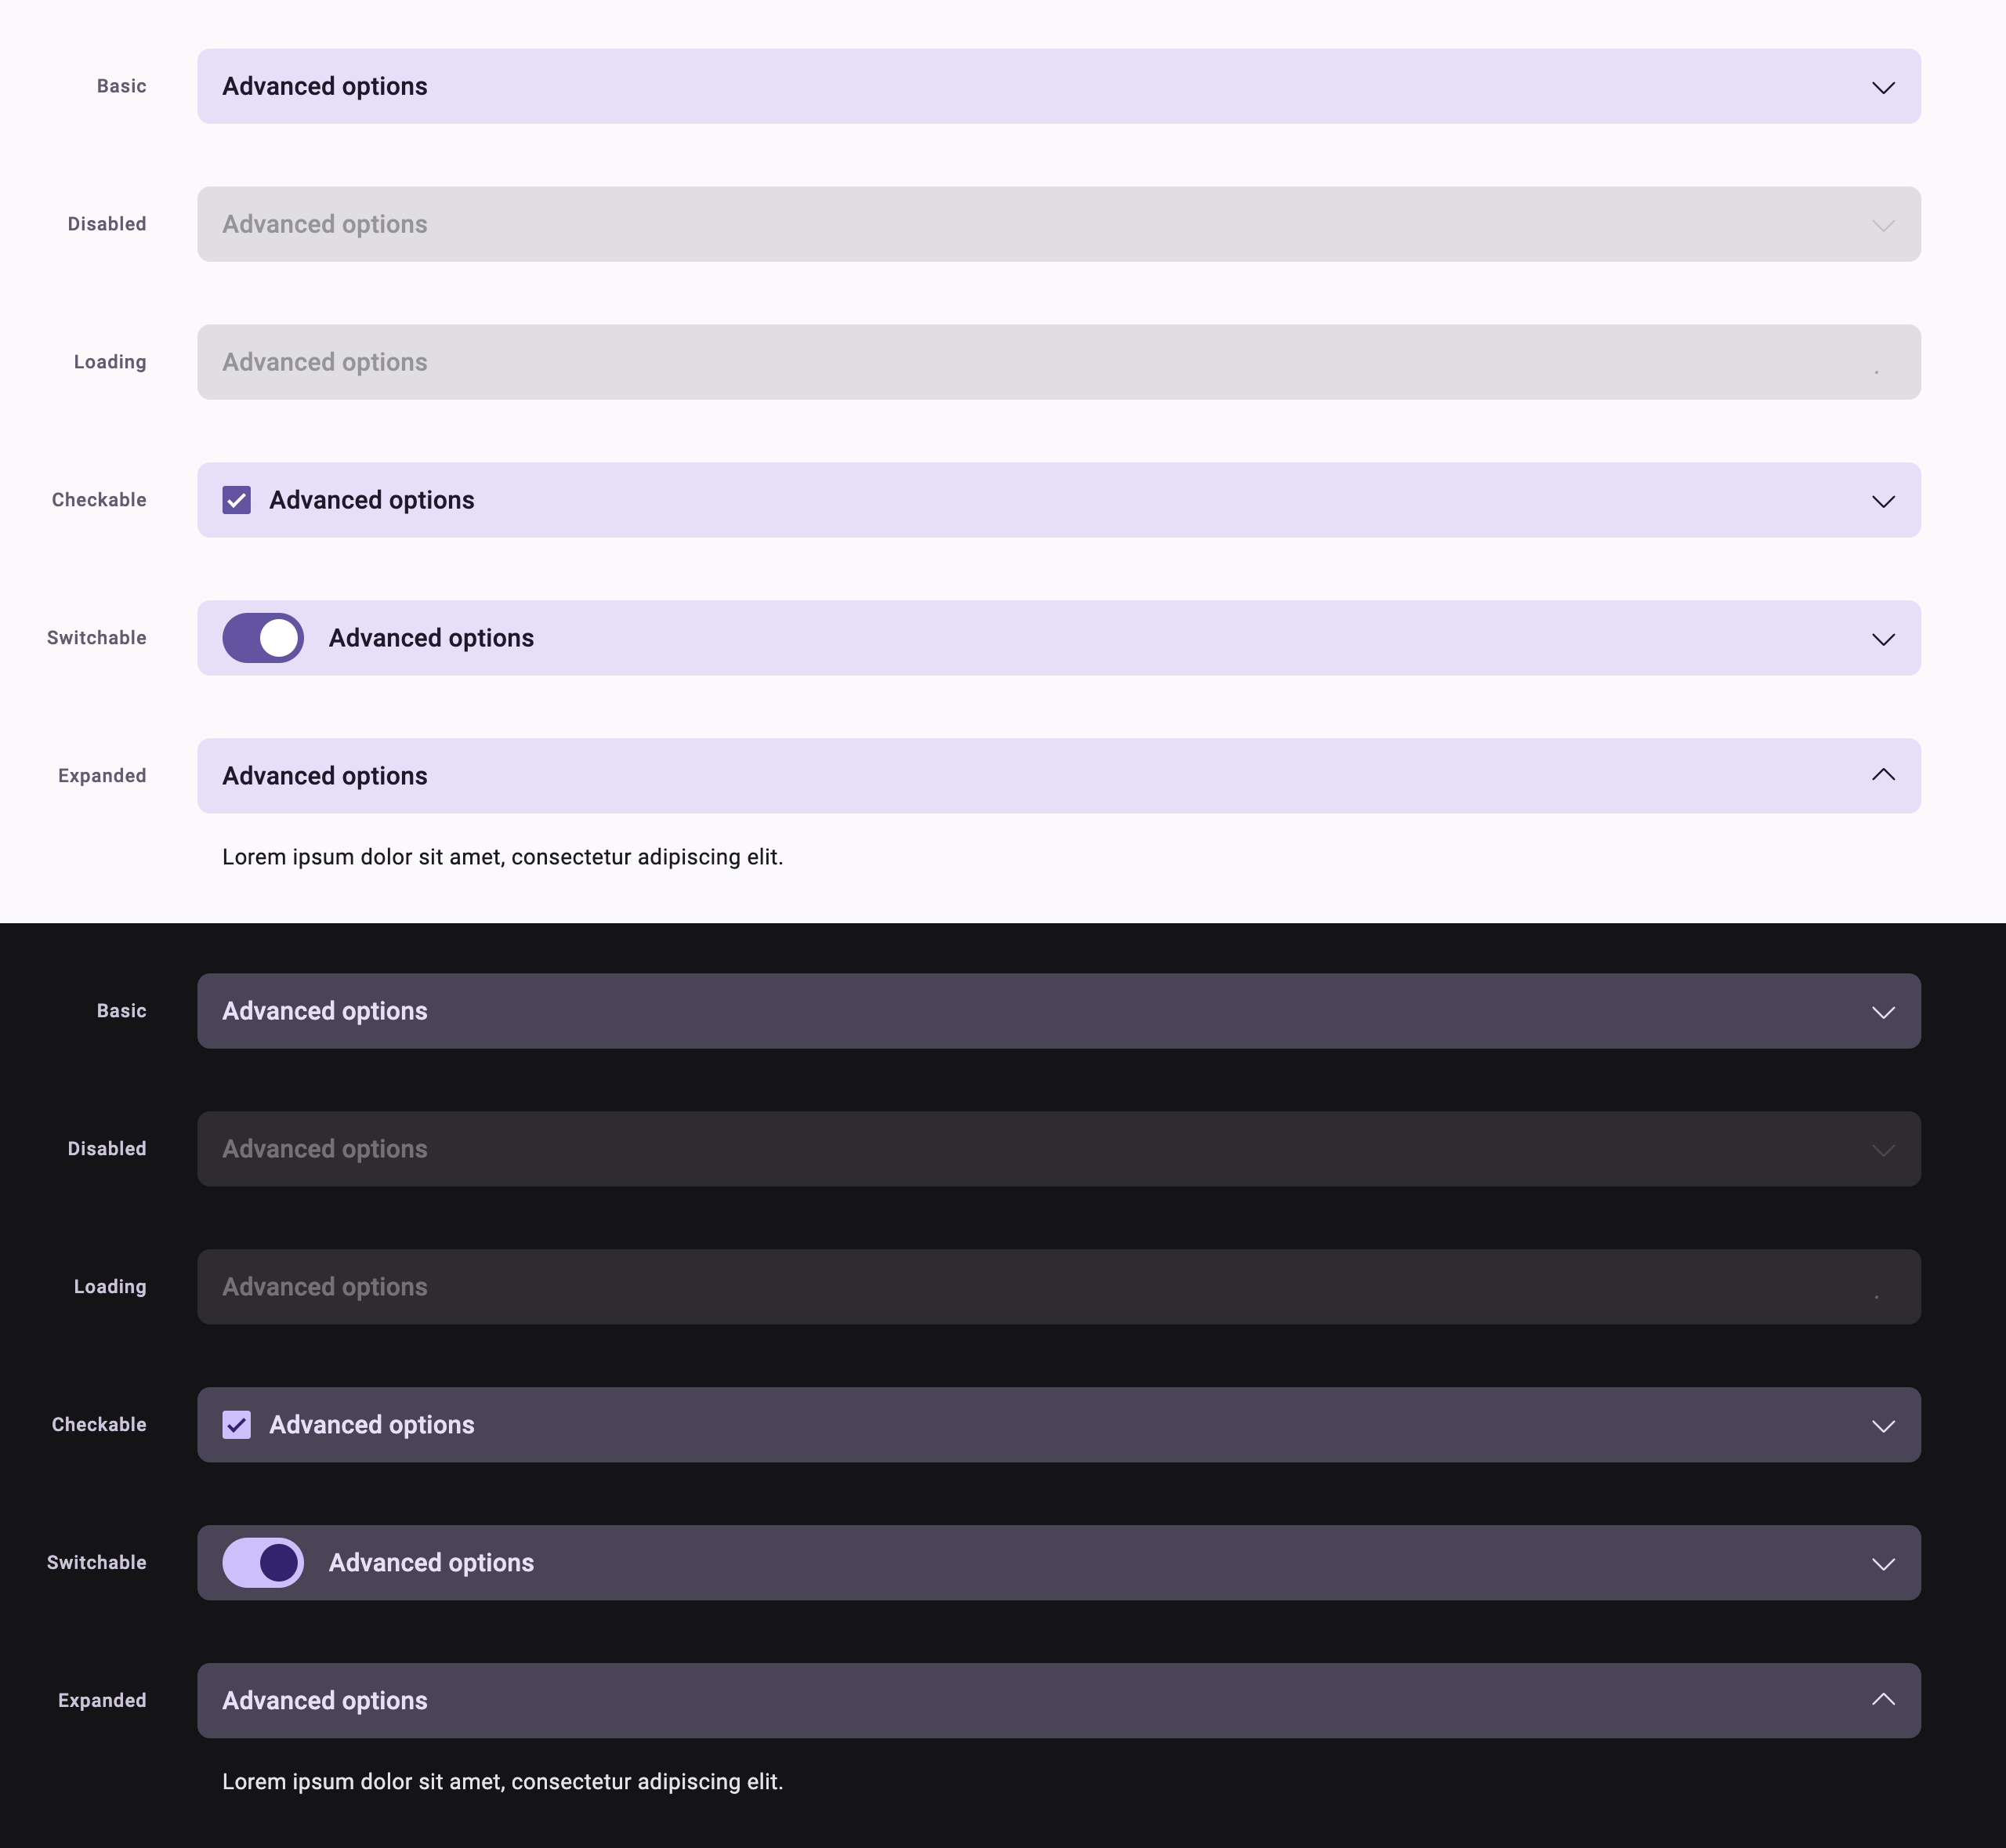 Basic
Advanced options
Disabled
Advanced options
Loading
Advanced options
Checkable
Advanced options
Switchable
Advanced options
Expanded
Advanced options
Lorem ipsum dolor sit amet, consectetur adipiscing elit.
Basic
Advanced options
Disabled
Advanced options
Loading
Advanced options
Checkable
Advanced options
Switchable
Advanced options
Expanded
Advanced options
Lorem ipsum dolor sit amet, consectetur adipiscing elit.